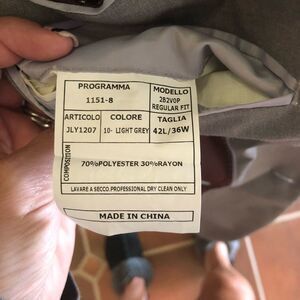 PROGRAMMA
1151-8
MODELLO
2B2V0P
REGULAR FIT
ARTICOLO
JLY1207
COLORE
10- LIGHT GREY
TAGLIA
42L/36W
COMPOSITION
70%POLYESTER 30%RAYON
LAVARE A SECCO.PROFESSIONAL DRY CLEAN ONLY
MADE IN CHINA